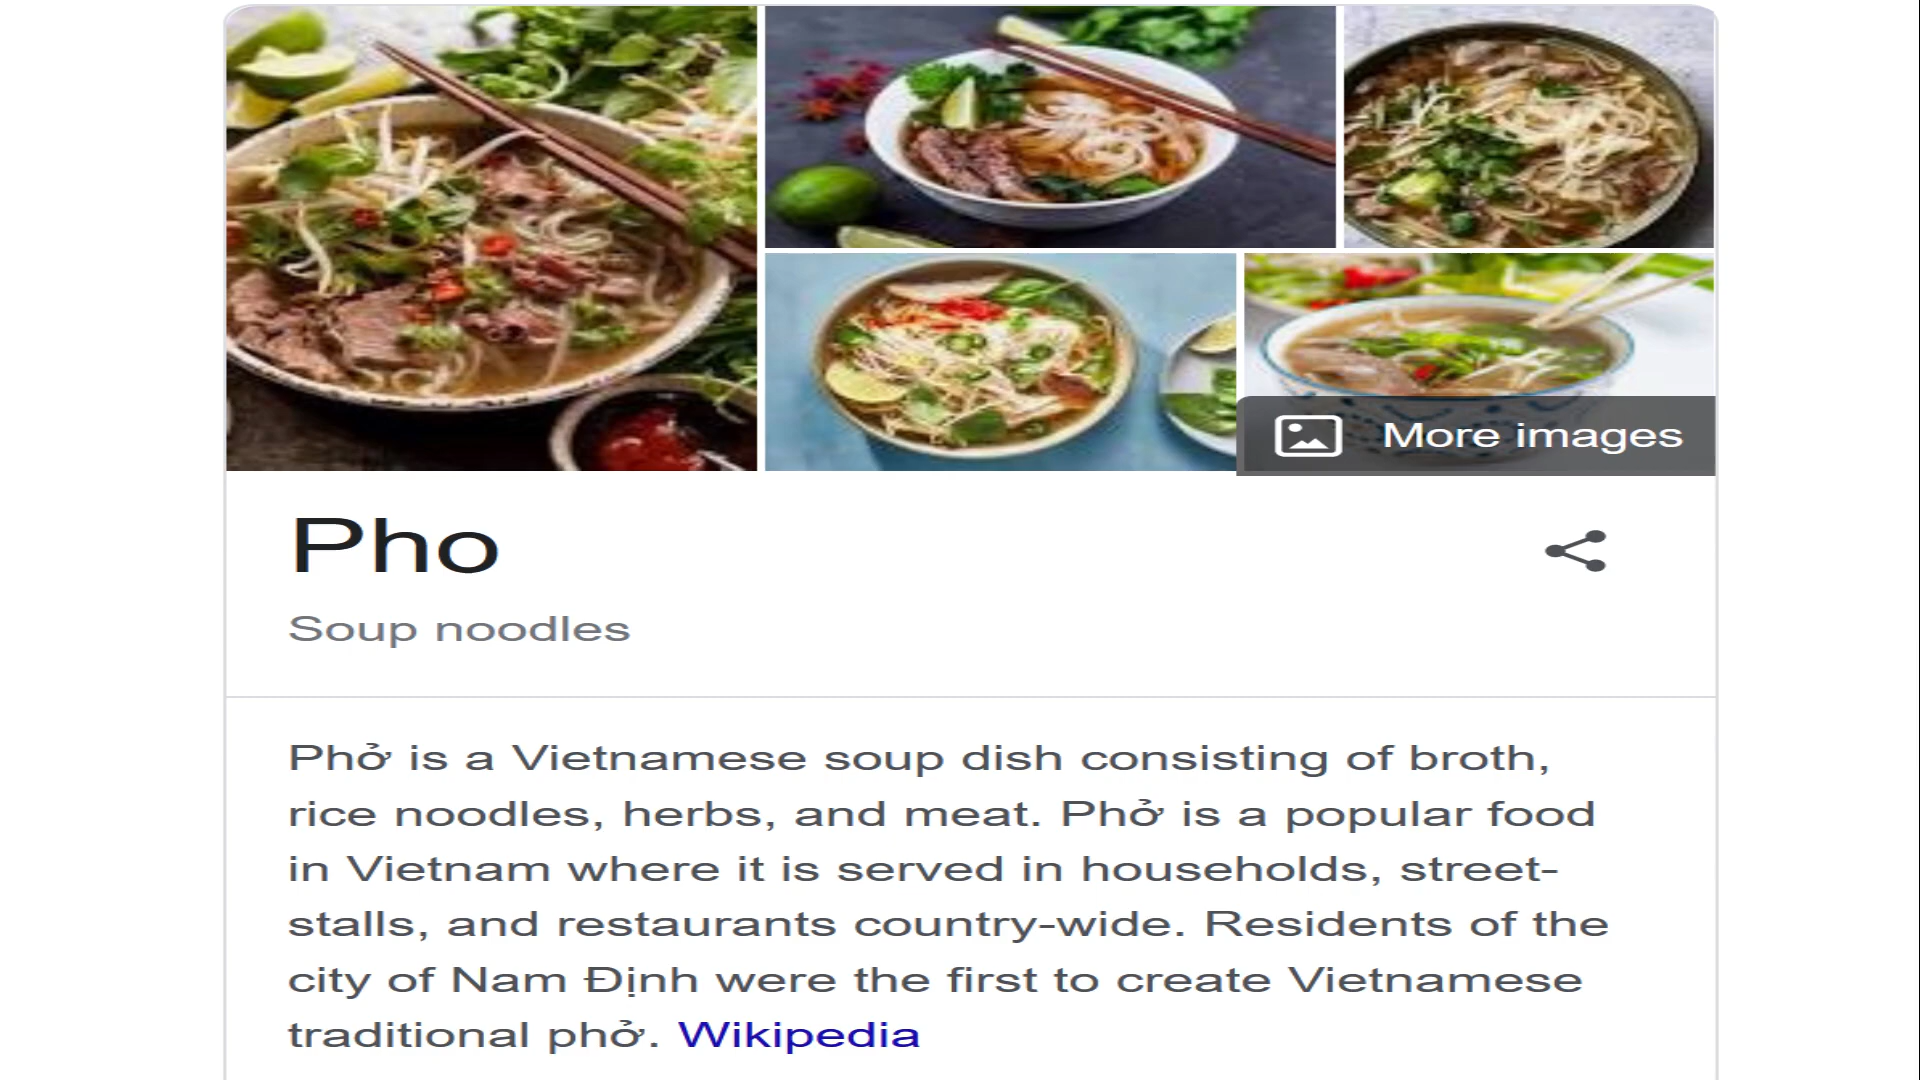 More images
Pho
Soup noodles
Phở is a Vietnamese soup dish consisting of broth,
rice noodles, herbs, and meat. Phở is a popular food
in Vietnam where it is served in households, street-
stalls, and restaurants country-wide. Residents of the
city of Nam Định were the first to create Vietnamese
traditional phở. Wikipedia